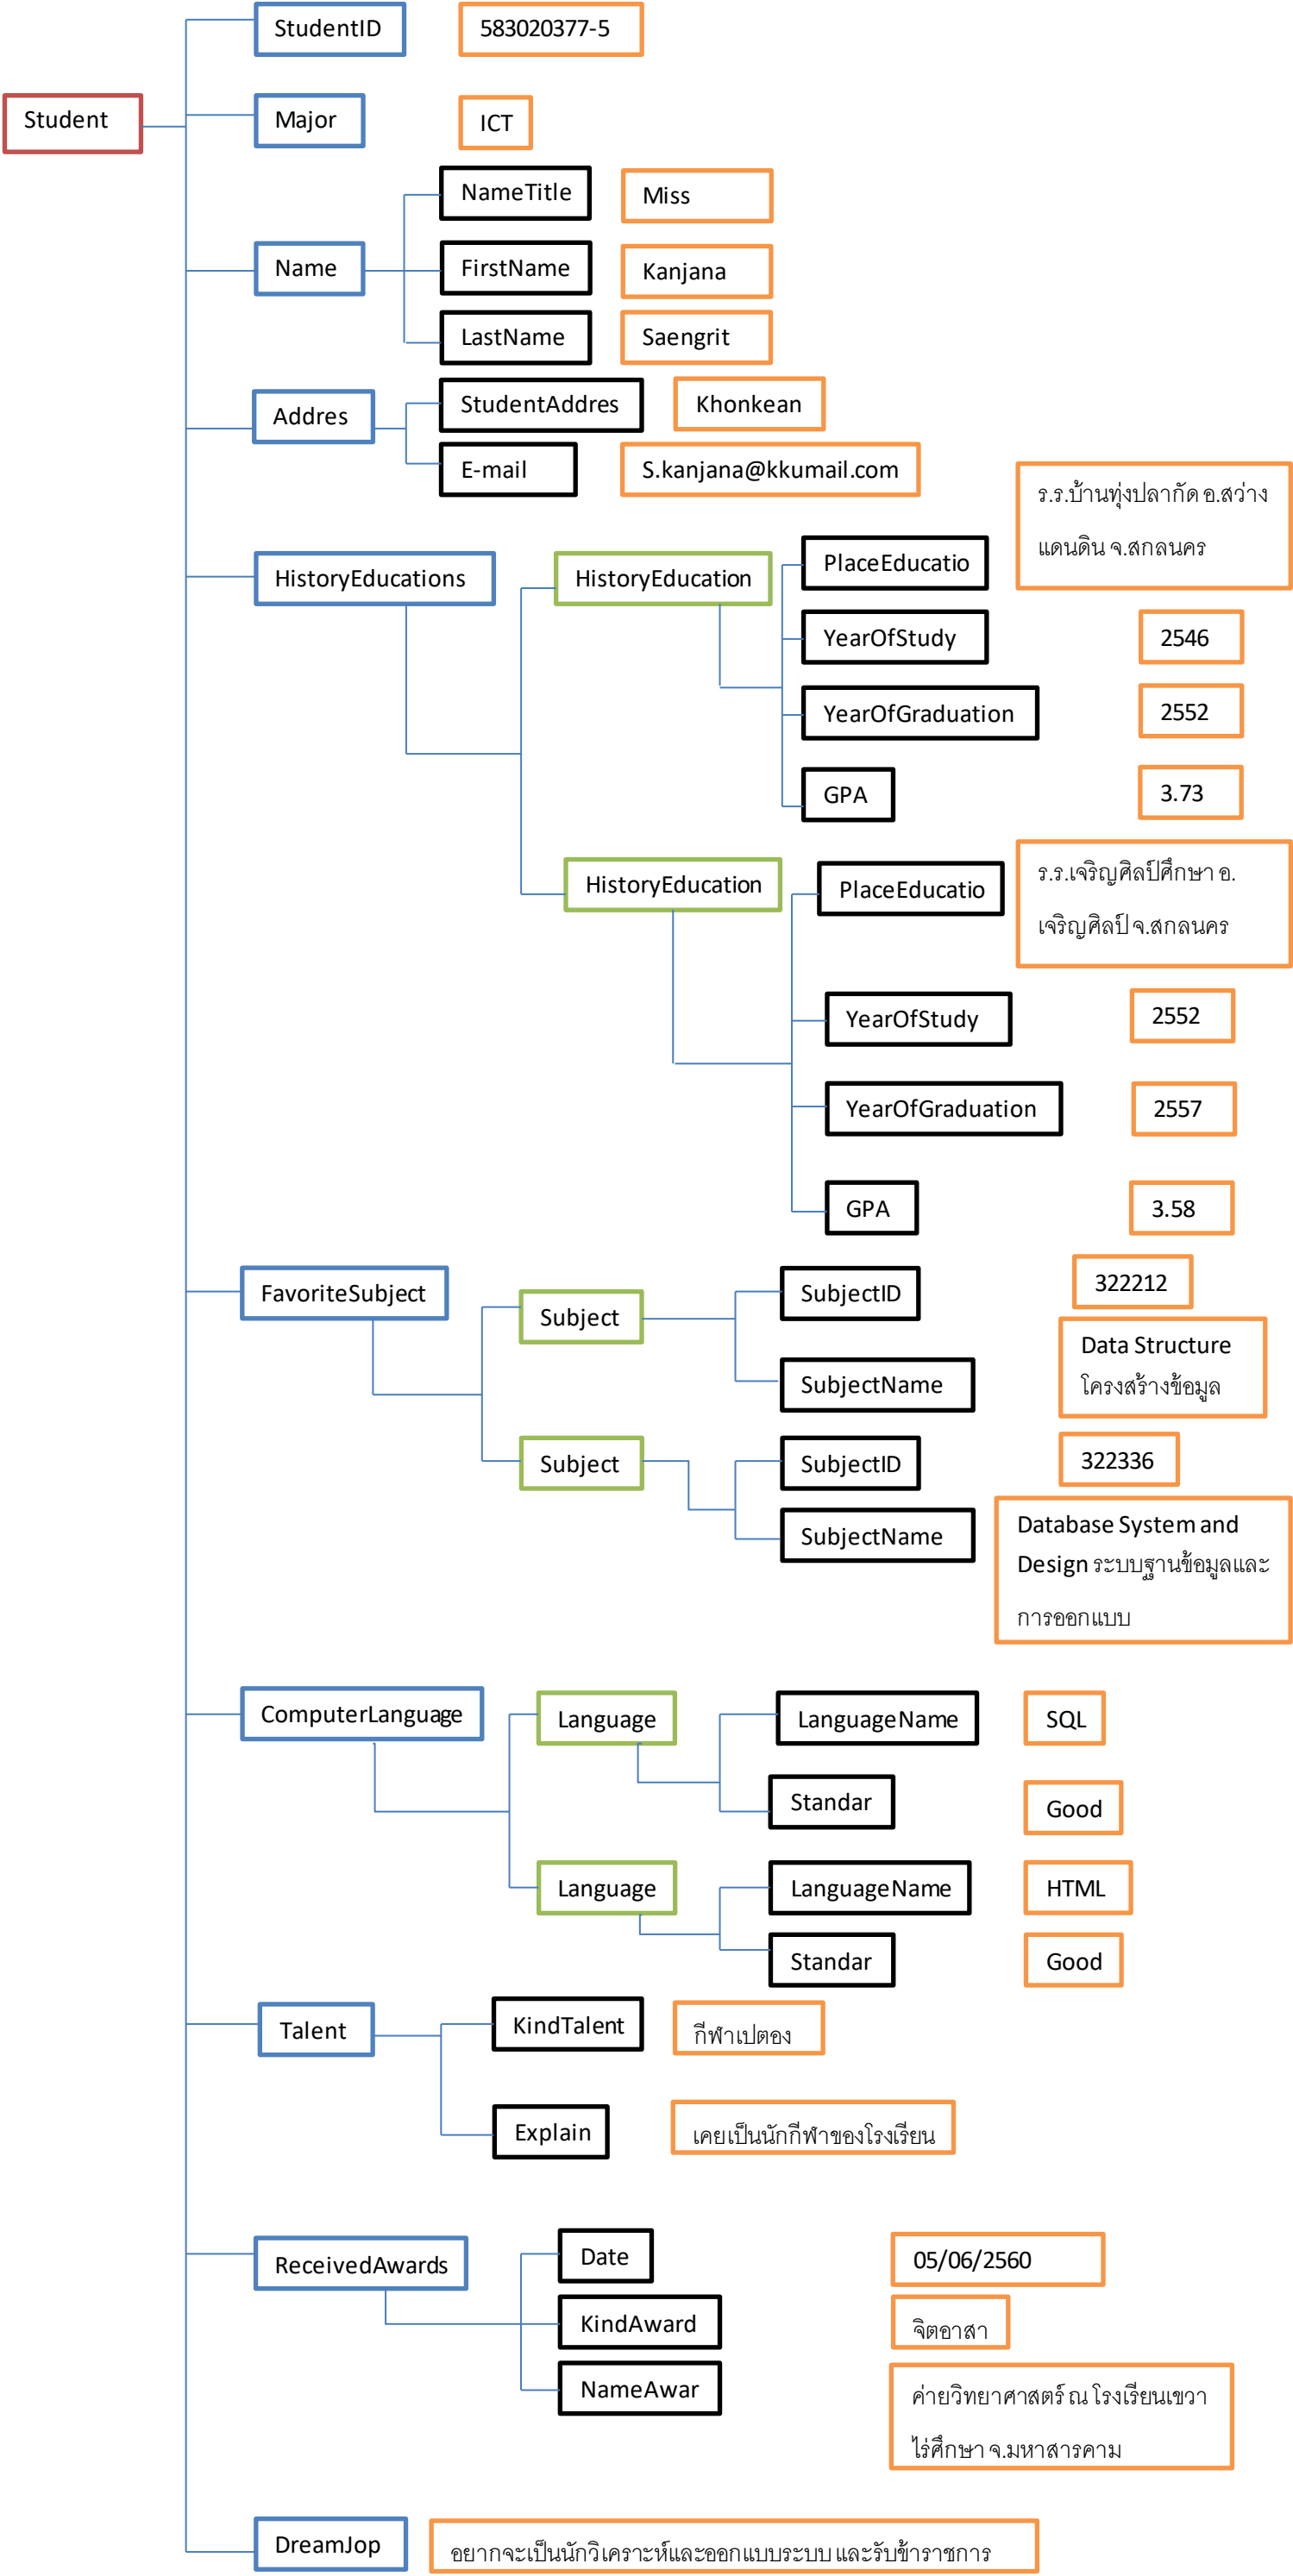 StudentID
583020377-5
Student
Major
ICT
NameTitle
Miss
Name
FirstName
Kanjana
LastName
Saengrit
Addres
StudentAddres
Khonkean
E-mail
S.kanjana@kkumail.com
HistoryEducations
HistoryEducation
PlaceEducatio
ร.ร.บ้านทุ่งปลากัด อ.สว่าง
แดนดิน จ.สกลนคร
YearOfStudy
2546
YearOfGraduation
2552
GPA
3.73
HistoryEducation
PlaceEducatio
ร.ร.เจริญศิลป์ศึกษา อ.
เจริญศิลป์ จ.สกลนคร
YearOfStudy
2552
YearOfGraduation
2557
GPA
3.58
FavoriteSubject
Subject
SubjectID
322212
SubjectName
Data Structure
โครงสร้างข้อมูล
Subject
SubjectID
322336
SubjectName
Database System and
Design ระบบฐานข้อมูลและ
การออกแบบ
ComputerLanguage
Language
LanguageName
SQL
Standar
Good
Language
LanguageName
HTML
Standar
Good
Talent
KindTalent
กีฬาเปตอง
Explain
เคยเป็นนักกีฬาของโรงเรียน
ReceivedAwards
Date
05/06/2560
KindAward
จิตอาสา
NameAwar
ค่ายวิทยาศาสตร์ ณ โรงเรียนเขวา
ไร่ศึกษา จ.มหาสารคาม
DreamJop
อยากจะเป็นนักวิเคราะห์และออกแบบระบบ และรับข้าราชการ